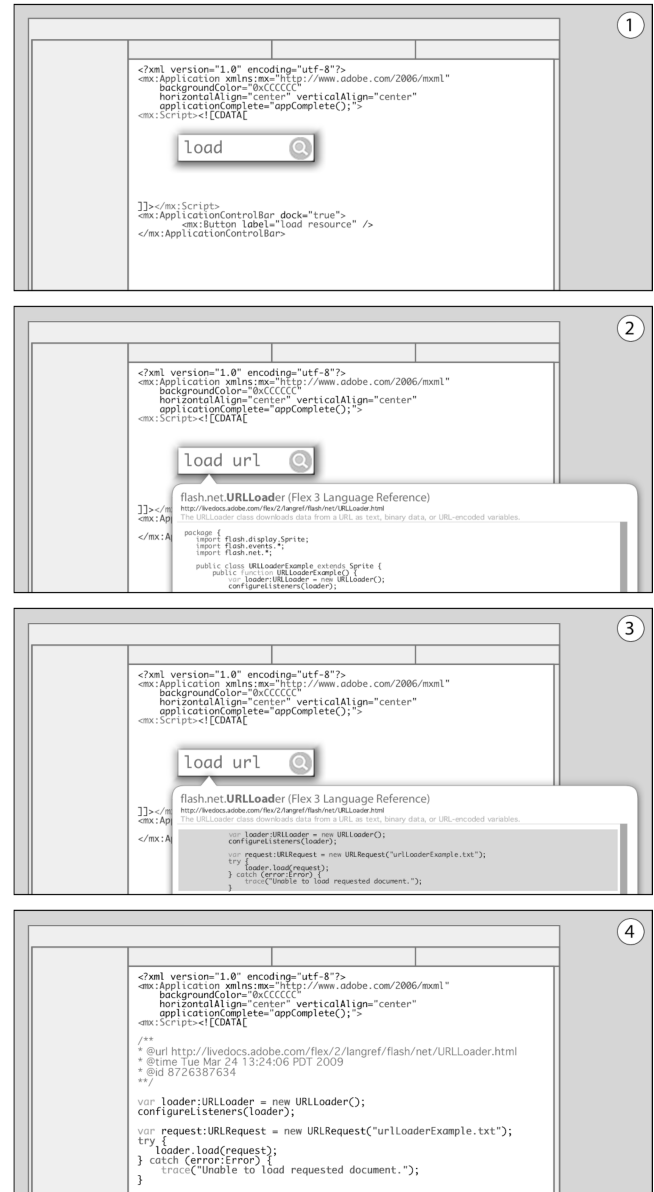 1
<?xml version="1.0" encoding="utf-8"?>
<mx:Application xmlns:mx="http://www.adobe.com/2006/mxml"
backgroundColor="0xCCCCCC"
horizontalAlign="center" verticalAlign="center"
applicationComplete="appComplete();">
<mx:Script><![CDATA[
load
]]></mx:Script>
<mx:ApplicationControlBar dock="true">
<mx:Button label="load resource" />
</mx:ApplicationControlBar>
2
<?xml version="1.0" encoding="utf-8"?>
<mx:Application xmlns:mx="http://www.adobe.com/2006/mxml"
backgroundColor="0xCCCCCC"
horizontalAlign="center" verticalAlign="center"
applicationComplete="appComplete();">
<mx:Script><![CDATA[
load url
flash.net.URLLoader (Flex 3 Language Reference)
]]></m
http://livedocs.adobe.com/flex/2/langref/flash/net/URLLoader.html
<mx:Ap
The URLLoader class downloads data from a URL as text, binary data, or URL-encoded variables.
</mx:A
package {
import flash.display.Sprite;
import flash.events.*;
import flash.net.*;
public class URLLoaderExample extends Sprite {
public function URLLoaderExample() {
var loader:URLLoader = new URLLoader();
configureListeners(loader);
3
<?xml version="1.0" encoding="utf-8"?>
<mx:Application xmlns:mx="http://www.adobe.com/2006/mxml"
backgroundColor="0xCCCCCC"
horizontalAlign="center" verticalAlign="center"
applicationComplete="appComplete();">
<mx:Script><![CDATA[
load url
flash.net.URLLoader (Flex 3 Language Reference)
]]></m
http://livedocs.adobe.com/flex/2/langref/flash/net/URLLoader.html
<mx:Ap
The URLLoader class downloads data from a URL as text, binary data, or URL-encoded variables.
</mx:A
var loader:URLLoader = new URLLoader();
configureListeners(loader);
var request:URLRequest = new URLRequest("urlLoaderExample.txt");
try {
loader.load(request);
} catch (error:Error) {
trace("Unable to load requested document.");
}
4
<?xml version="1.0" encoding="utf-8"?>
<mx:Application xmlns:mx="http://www.adobe.com/2006/mxml"
backgroundColor="0xCCCCCC"
horizontalAlign="center" verticalAlign="center"
applicationComplete="appComplete();">
<mx:Script><![CDATA[
/**
* @url http://livedocs.adobe.com/flex/2/langref/flash/net/URLLoader.html
* @time Tue Mar 24 13:24:06 PDT 2009
* @id 8726387634
**/
var loader:URLLoader = new URLLoader();
configureListeners(loader);
var request:URLRequest = new URLRequest("urlLoaderExample.txt");
try {
loader.load(request);
} catch (error:Error) {
trace("Unable to load requested document.");
}